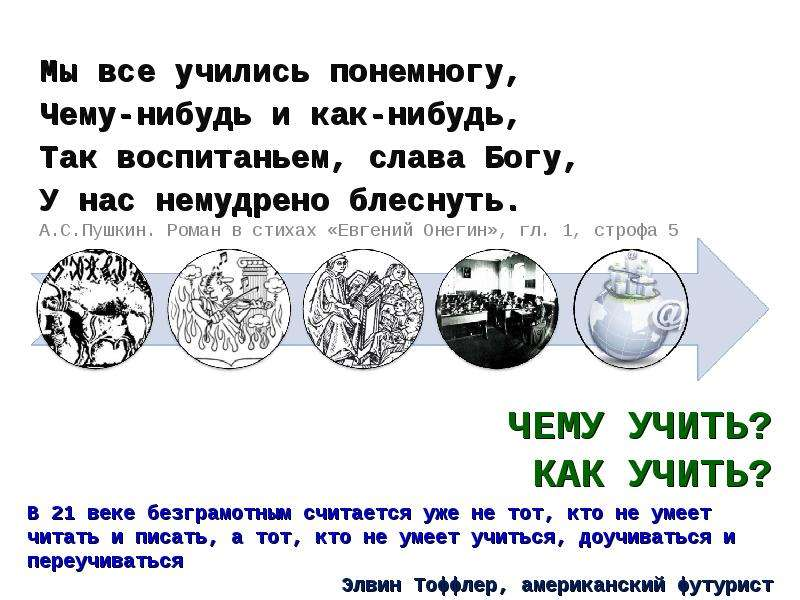 Мы все учились понемногу,
Чему-нибудь и как-нибудь,
Так воспитаньем, слава Богу,
У нас немудрено блеснуть.
А.С.Пушкин. Роман в стихах «Евгений Онегин», гл. 1, строфа 5
@
ЧЕМУ УЧИТЬ?
КАК УЧИТЬ?
В 21 веке безграмотным считается уже не тот, кто не умеет
читать и писать, а тот, кто не умеет учиться, доучиваться и
переучиваться
Элвин Тоффлер, американский футурист